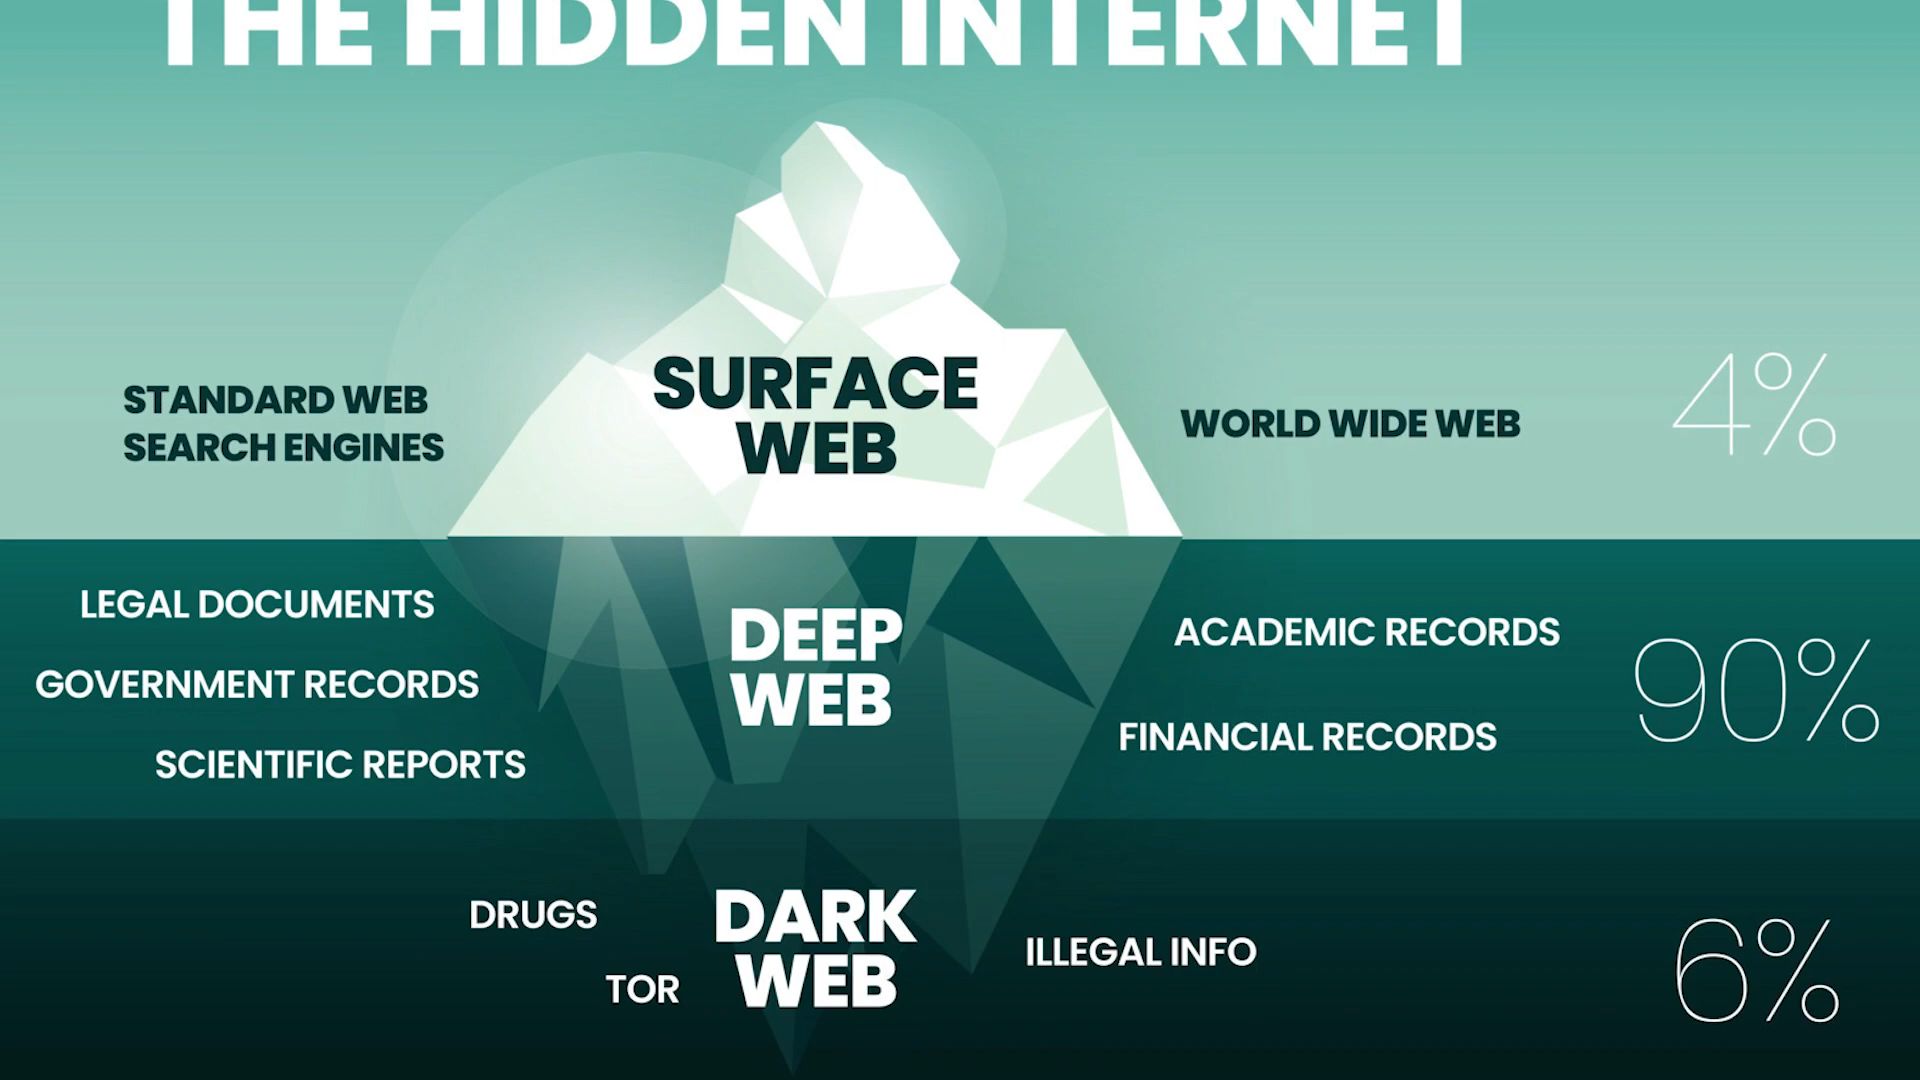 THE HIDDEN INTERNET
STANDARD WEB
SEARCH ENGINES
SURFACE
WEB
WORLD WIDE WEB
4%
LEGAL DOCUMENTS
GOVERNMENT RECORDS
SCIENTIFIC REPORTS
DEEP
WEB
ACADEMIC RECORDS
FINANCIAL RECORDS
90%
DRUGS
TOR
DARK
WEB
ILLEGAL INFO
6%